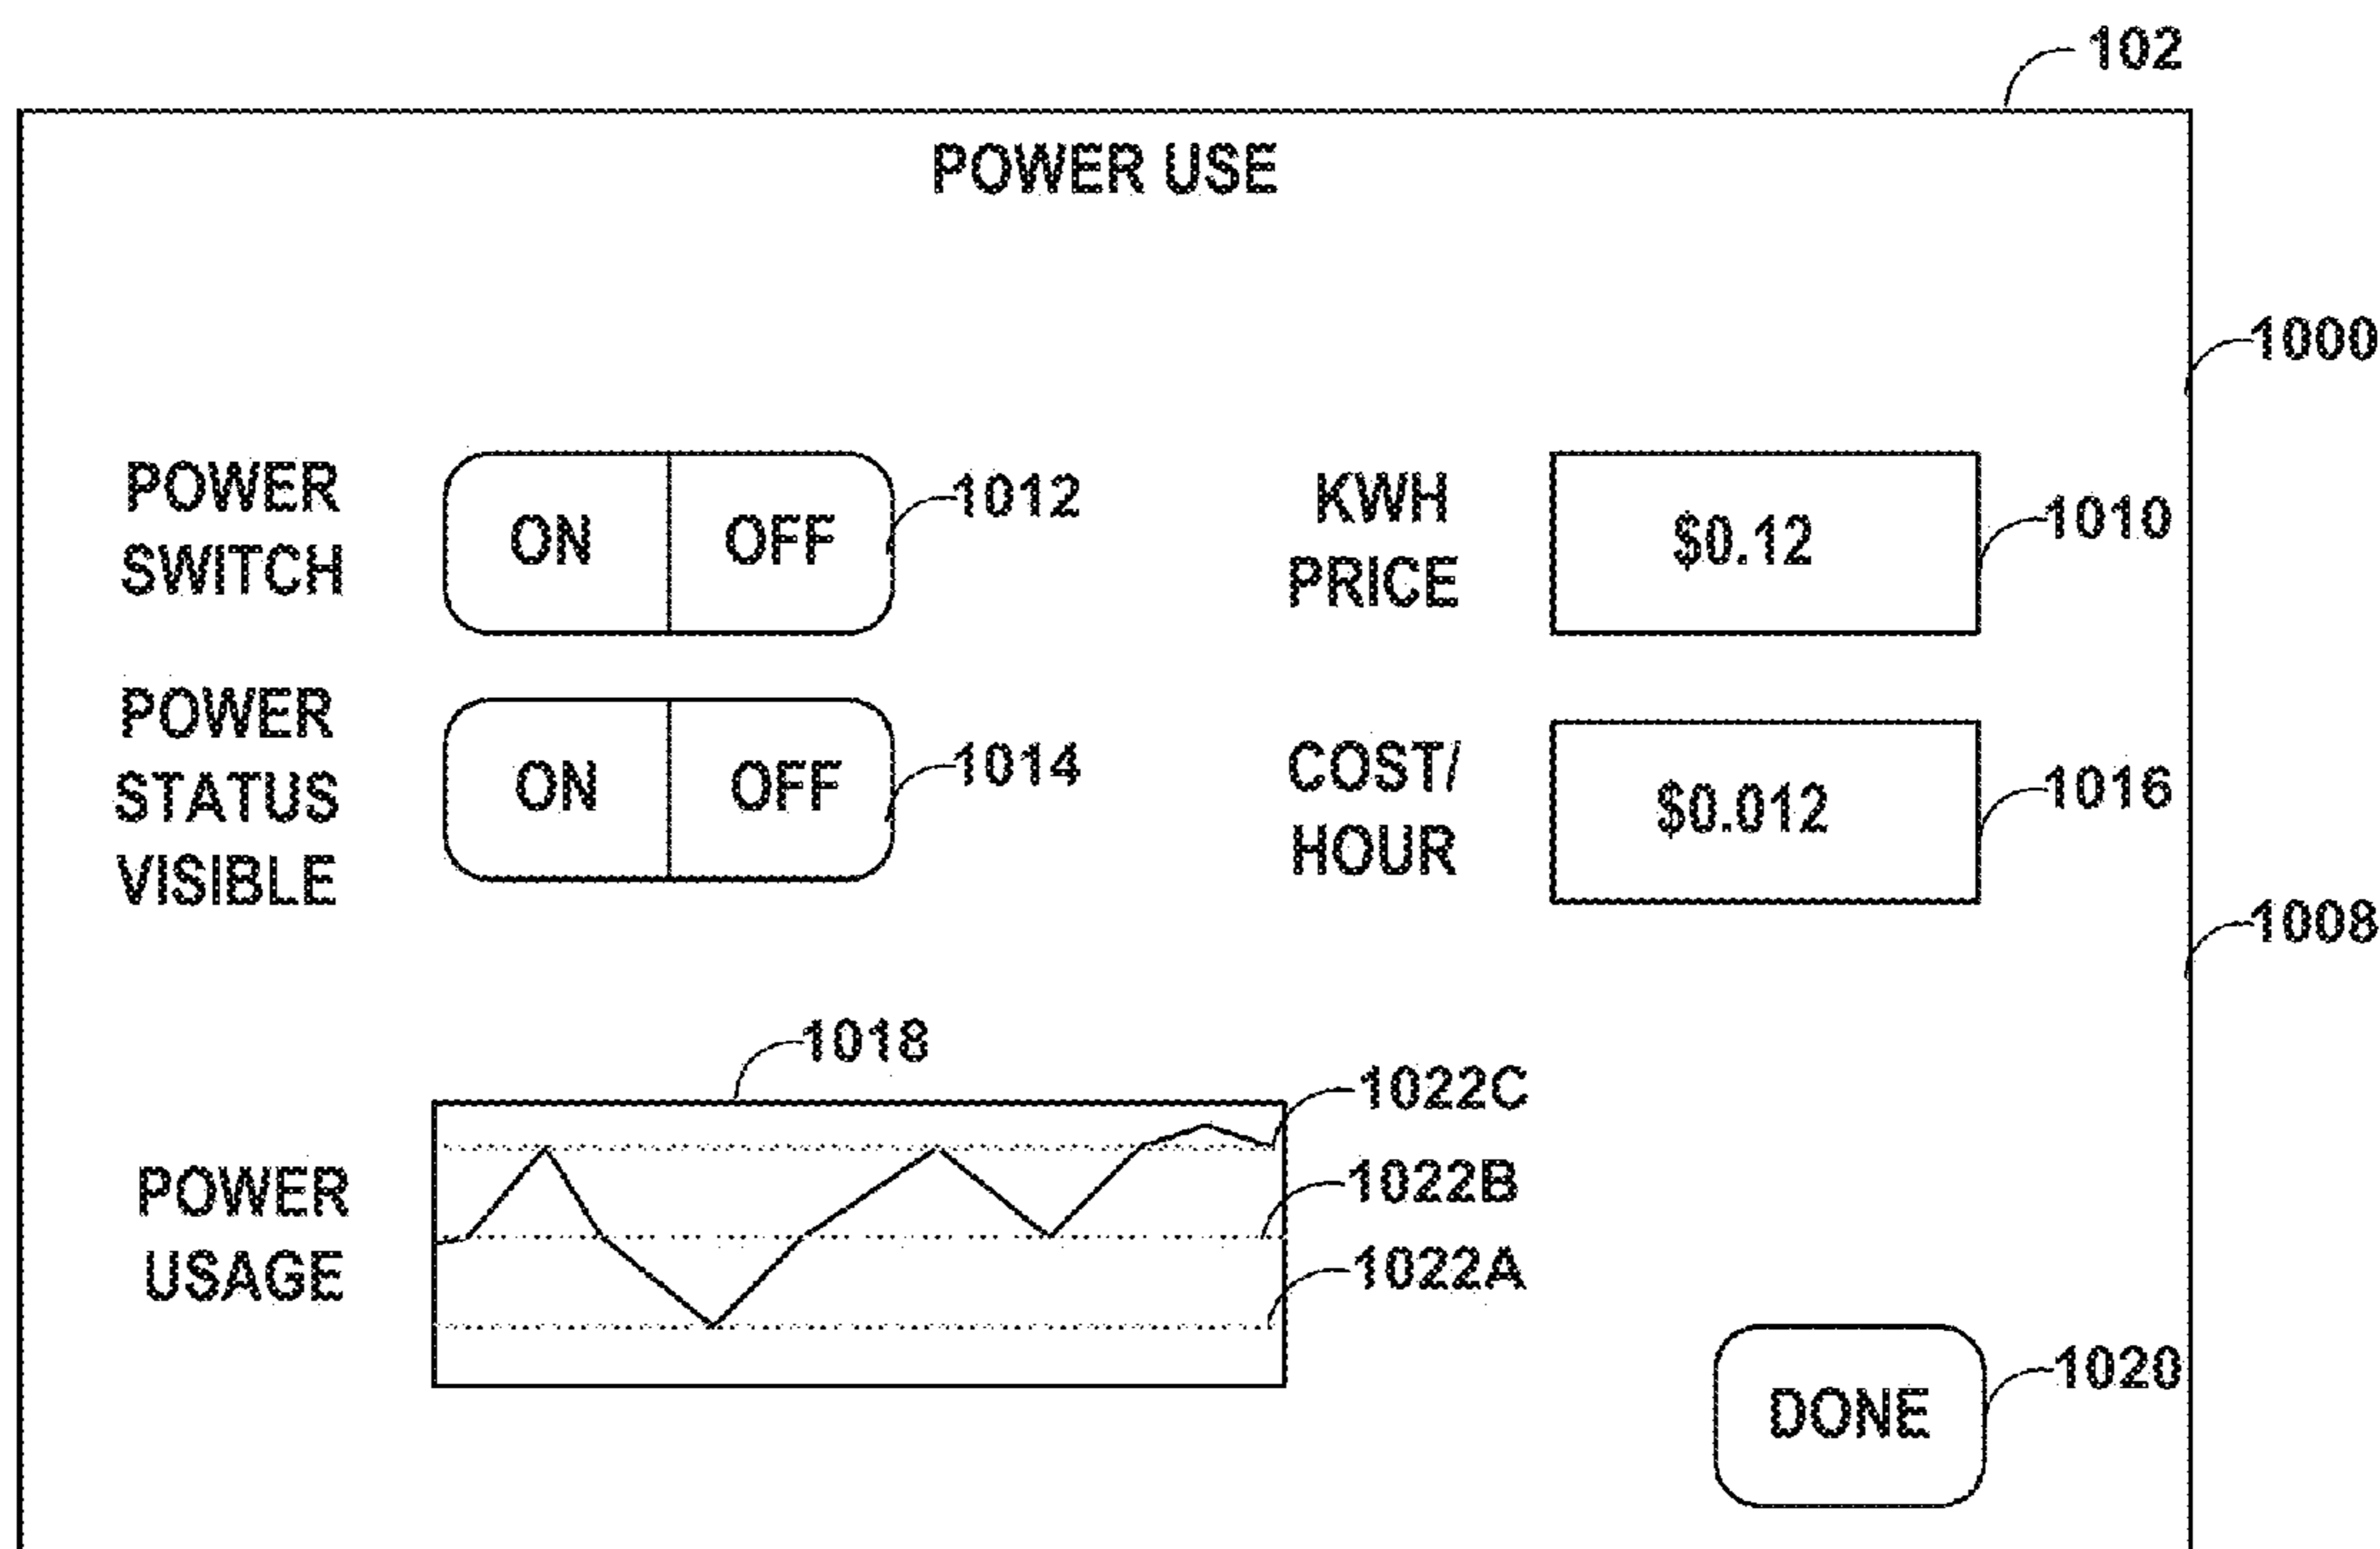 102
POWER USE
1000
POWER
SWITCH
ON OFF
1012
KWH
PRICE
$0.12
1010
POWER
STATUS
VISIBLE
ON OFF
1014
COST/
HOUR
$0.012
1016
1008
1018
1022C
1022B
1022A
POWER
USAGE
DONE
1020